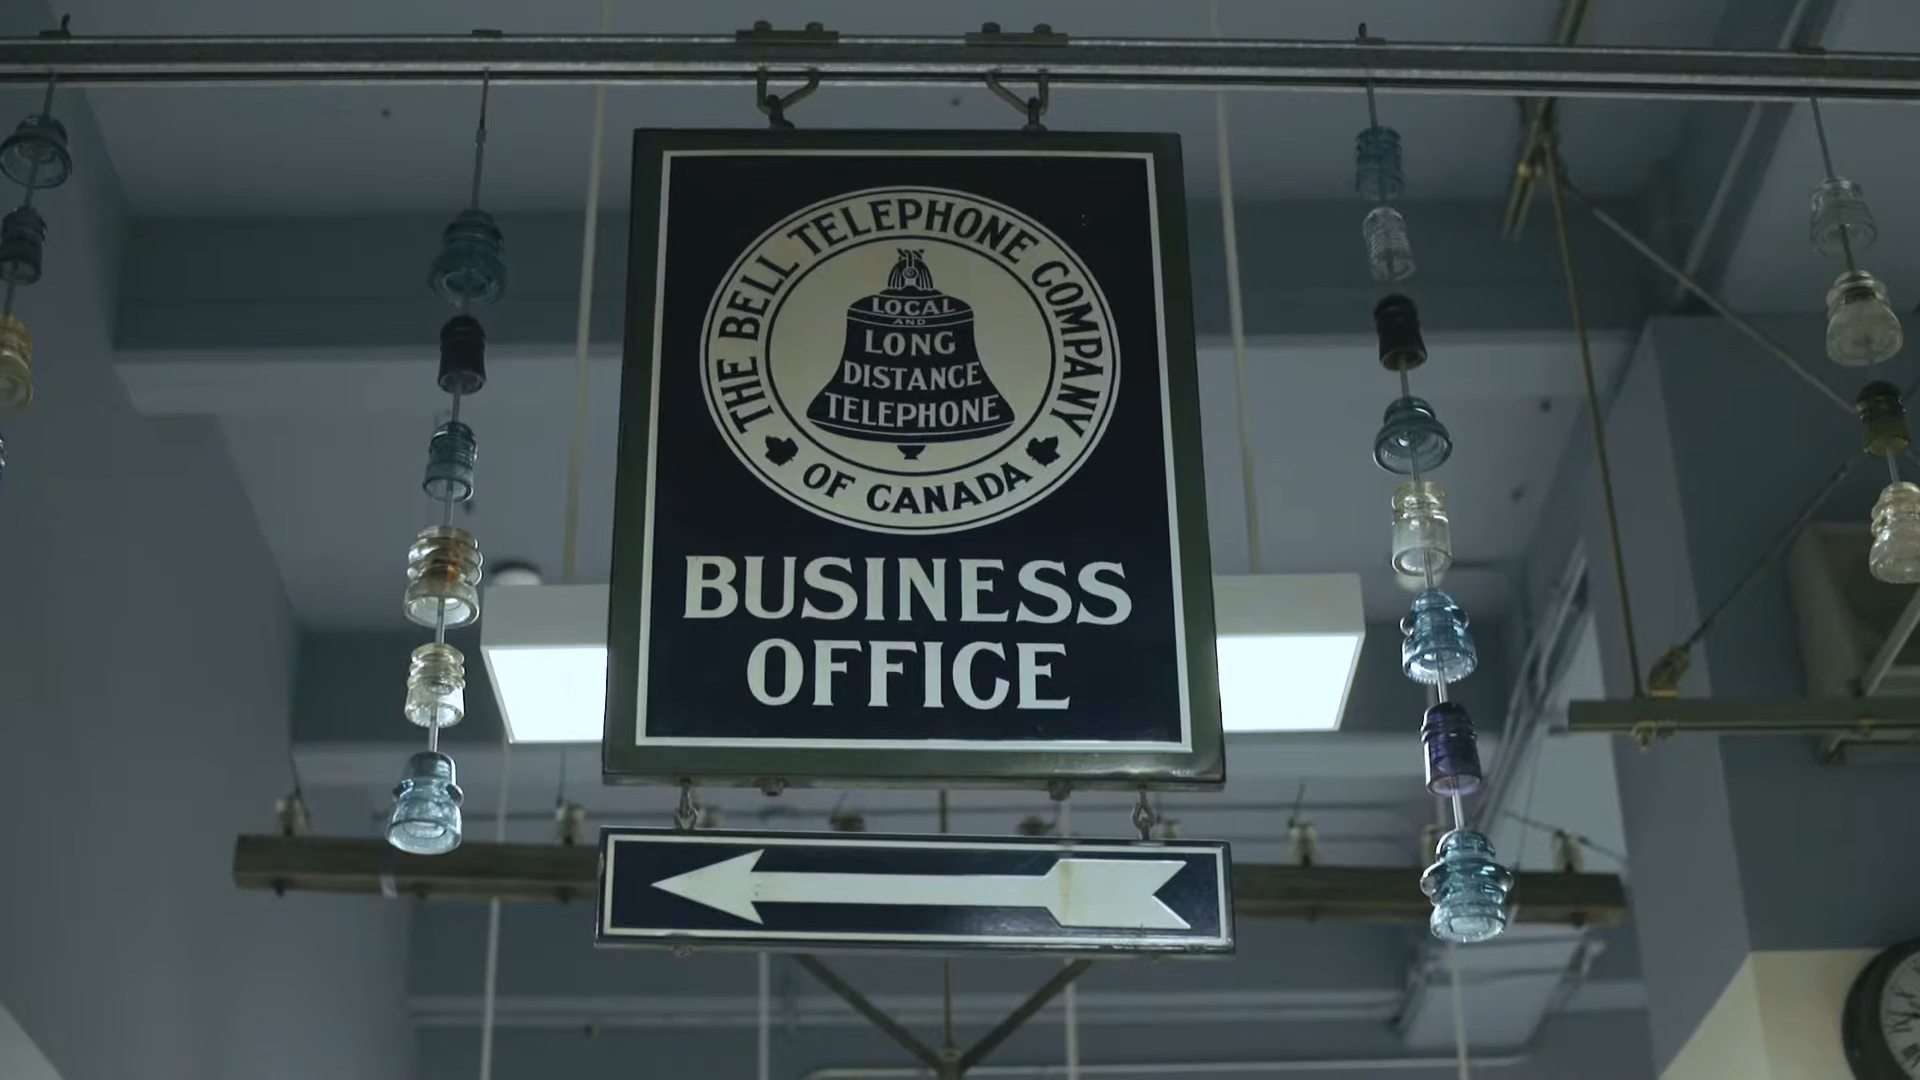 THE BELL TELEPHONE COMPANY
OF CANADA
LOCAL
AND
LONG
DISTANCE
TELEPHONE
BUSINESS
OFFICE